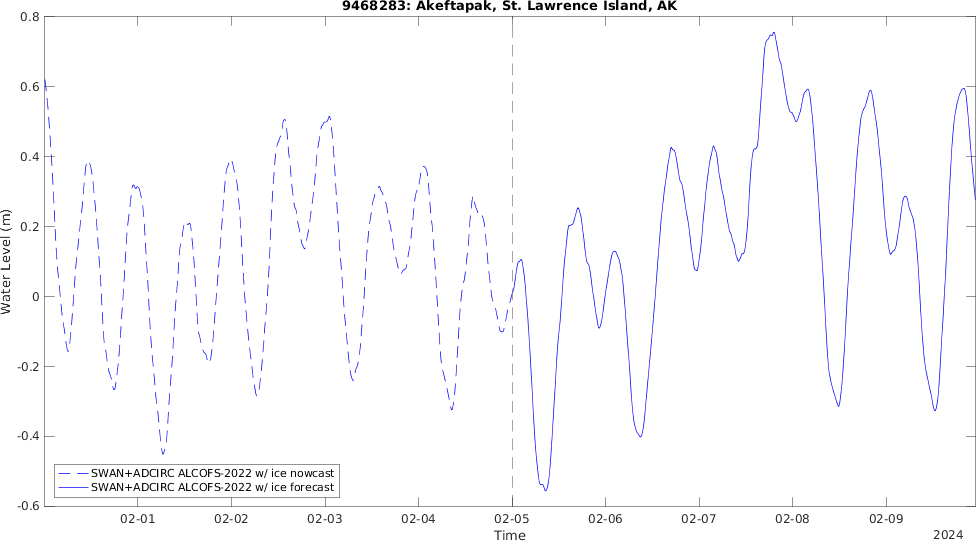 9468283: Akeftapak, St. Lawrence Island, AK
0.8
0.6
0.4
0.2
0
-0.2
-0.4
-0.6
Water Level (m)
SWAN+ADCIRC ALCOFS-2022 w/ ice nowcast
SWAN+ADCIRC ALCOFS-2022 w/ ice forecast
02-01 02-02 02-03 02-04 02-05 02-06 02-07 02-08 02-09
Time
2024